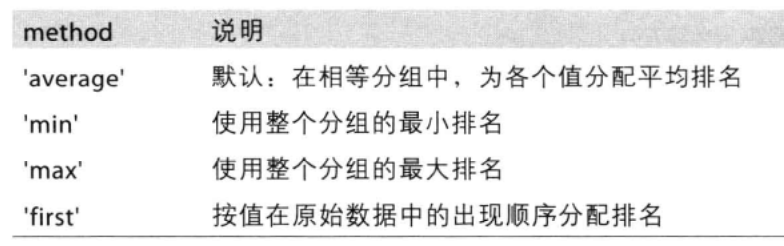 method 说明
'average' 默认：在相等分组中，为各个值分配平均排名
'min' 使用整个分组的最小排名
'max' 使用整个分组的最大排名
'first' 按值在原始数据中的出现顺序分配排名